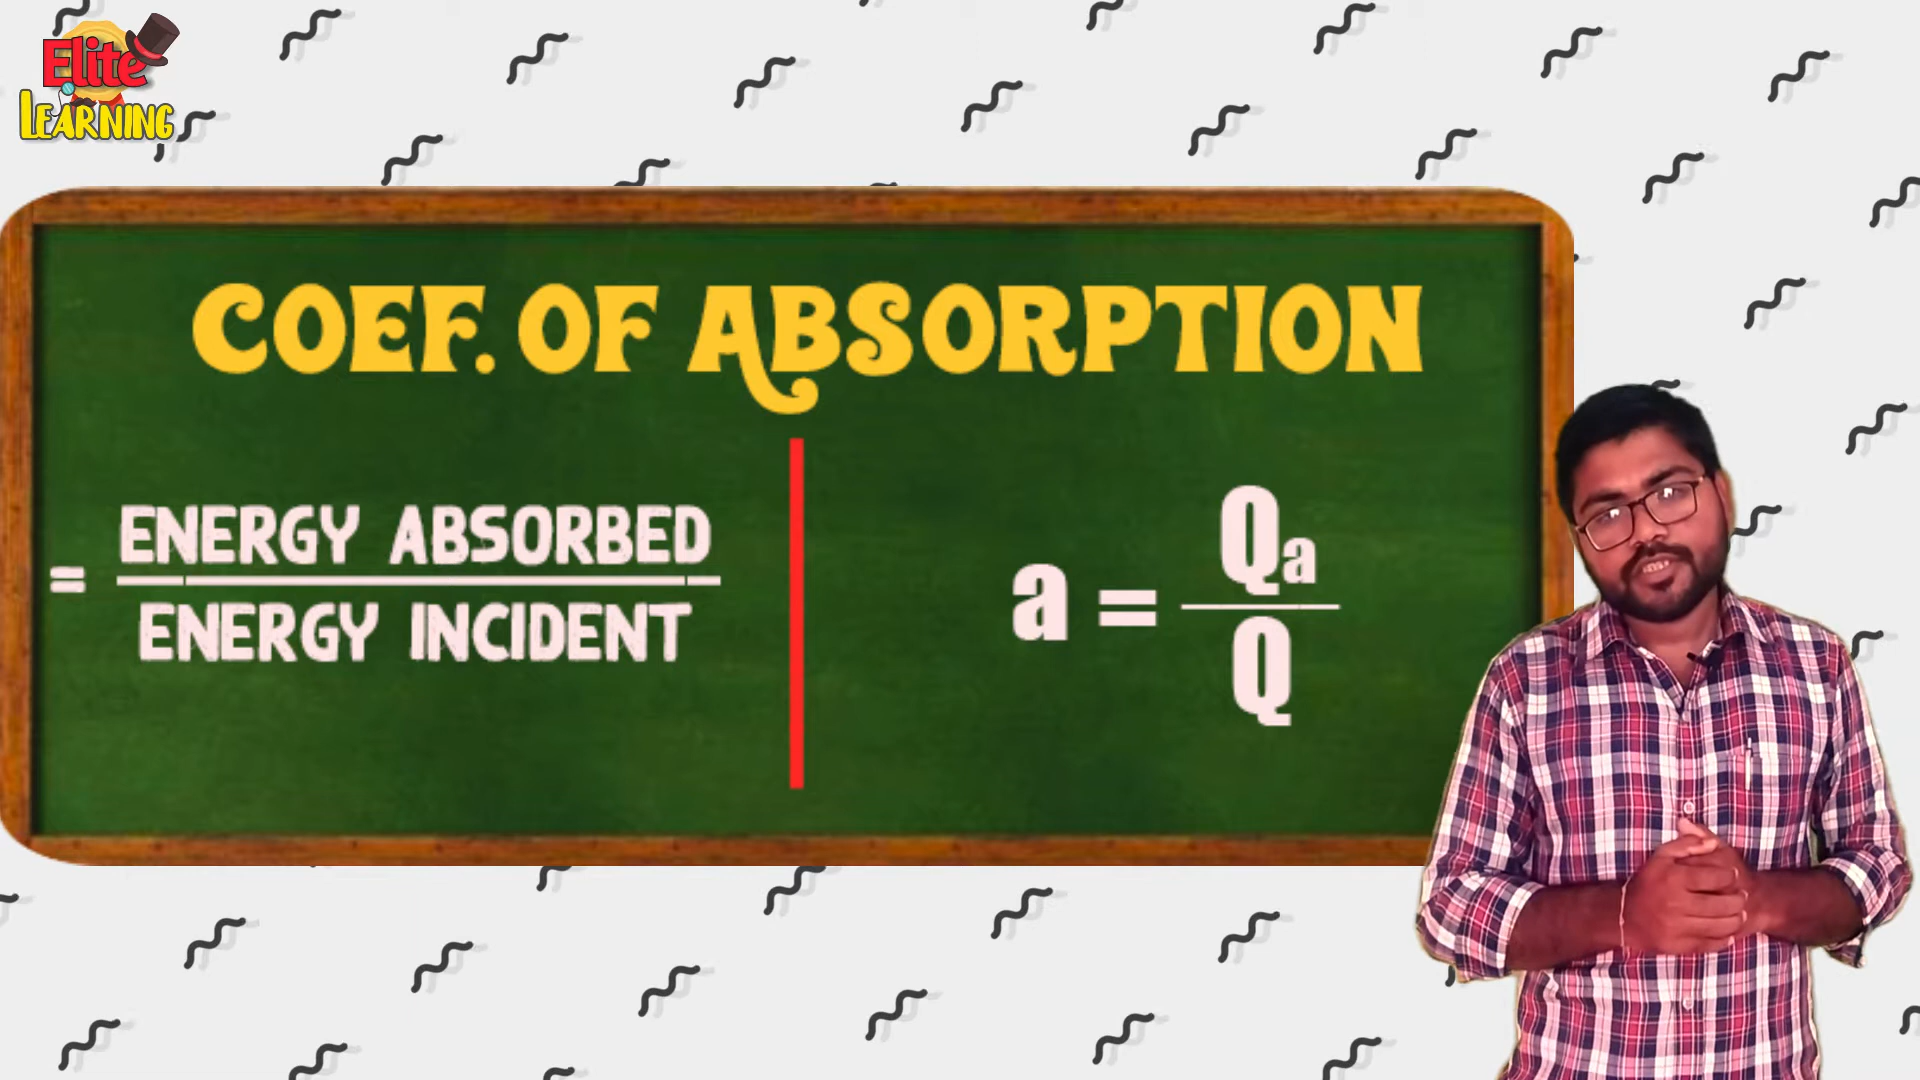 Elite
LEARNING
COEF. OF ABSORPTION
= ENERGY ABSORBED
ENERGY INCIDENT
a = Qa
Q